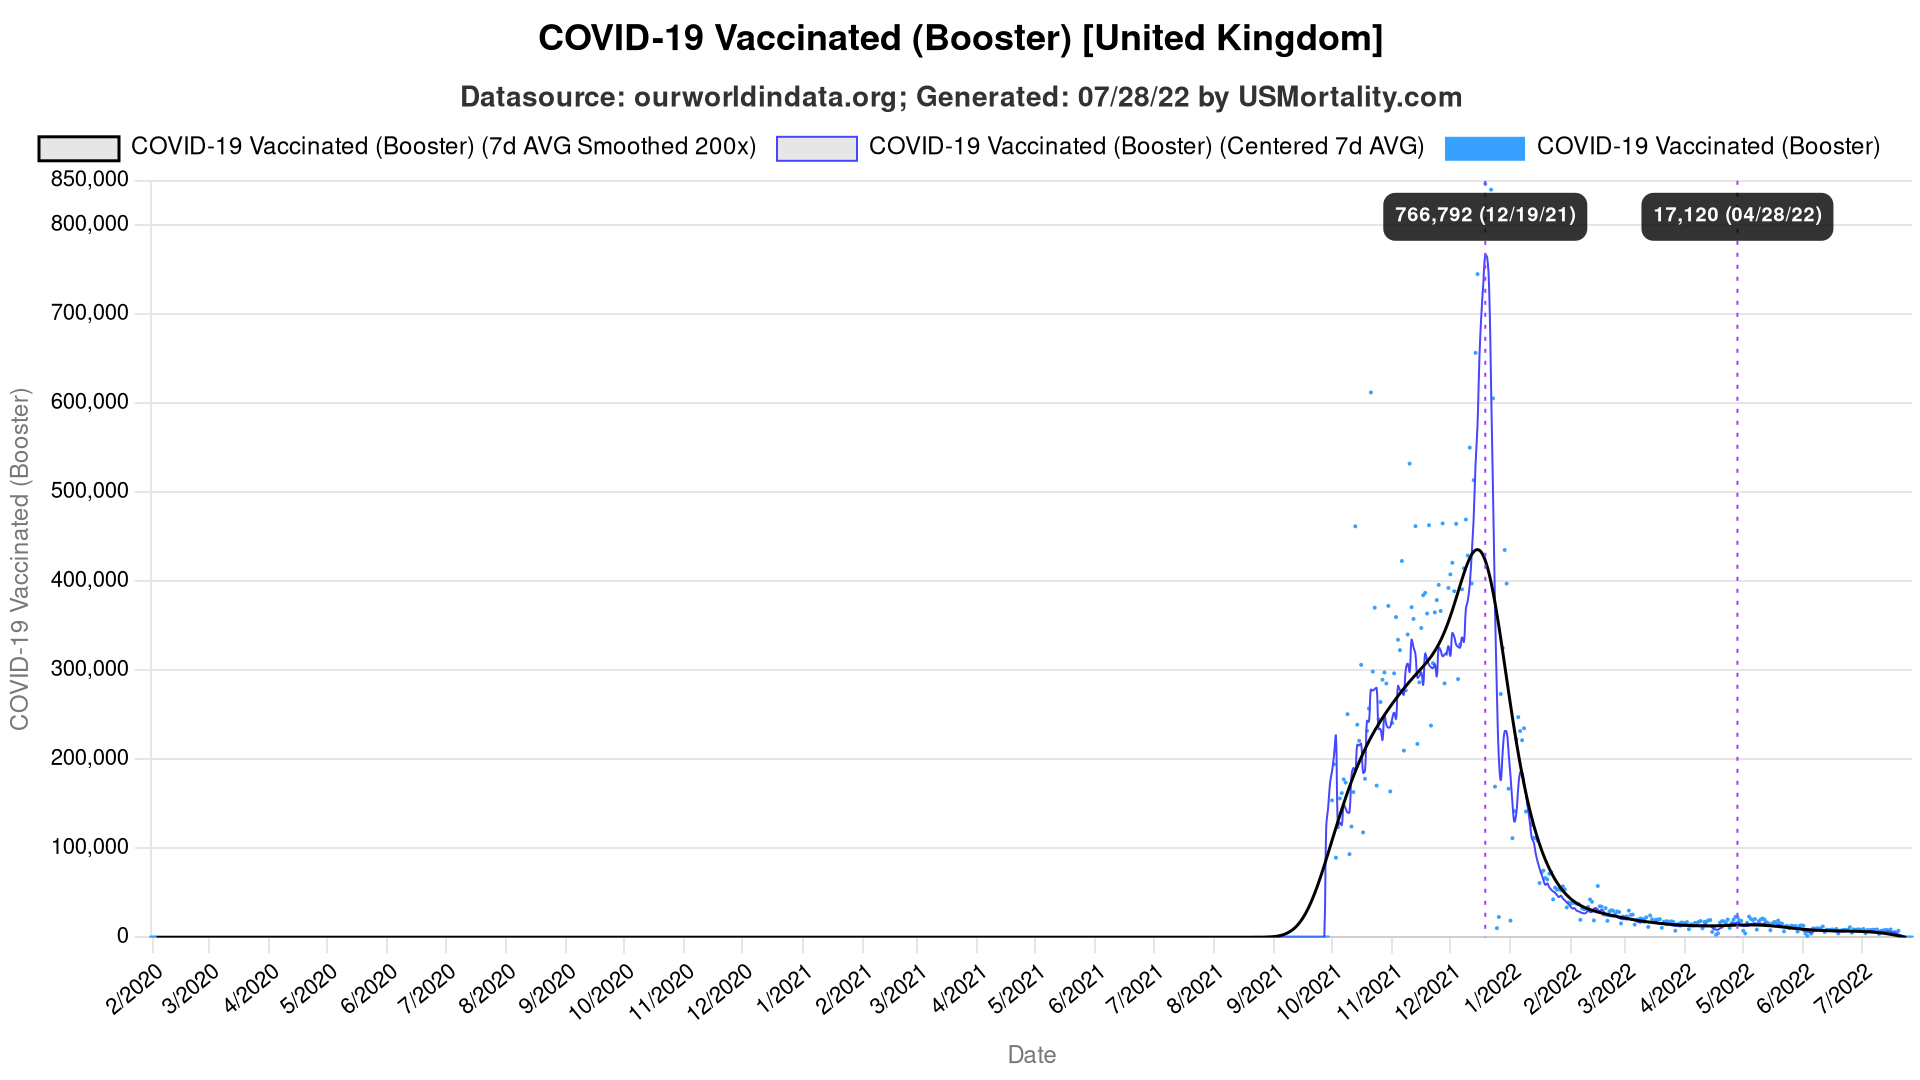 COVID-19 Vaccinated (Booster) [United Kingdom]
Datasource: ourworldindata.org; Generated: 07/28/22 by USMortality.com
COVID-19 Vaccinated (Booster) (7d AVG Smoothed 200x) COVID-19 Vaccinated (Booster) (Centered 7d AVG) COVID-19 Vaccinated (Booster)
850,000
800,000
700,000
600,000
500,000
400,000
300,000
200,000
100,000
0
COVID-19 Vaccinated (Booster)
766,792 (12/19/21)
17,120 (04/28/22)
2/2020 3/2020 4/2020 5/2020 6/2020 7/2020 8/2020 9/2020 10/2020 11/2020 12/2020 1/2021 2/2021 3/2021 4/2021 5/2021 6/2021 7/2021 8/2021 9/2021 10/2021 11/2021 12/2021 1/2022 2/2022 3/2022 4/2022 5/2022 6/2022 7/2022
Date